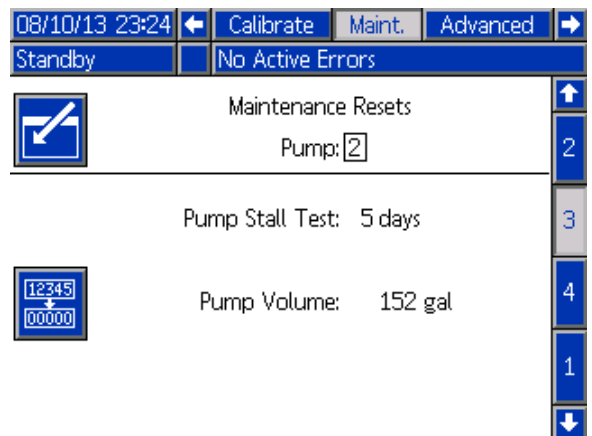 08/10/13 23:24 Calibrate Maint. Advanced
Standby No Active Errors
Maintenance Resets
Pump: 2
2
Pump Stall Test: 5 days
3
12345
00000
Pump Volume: 152 gal
4
1